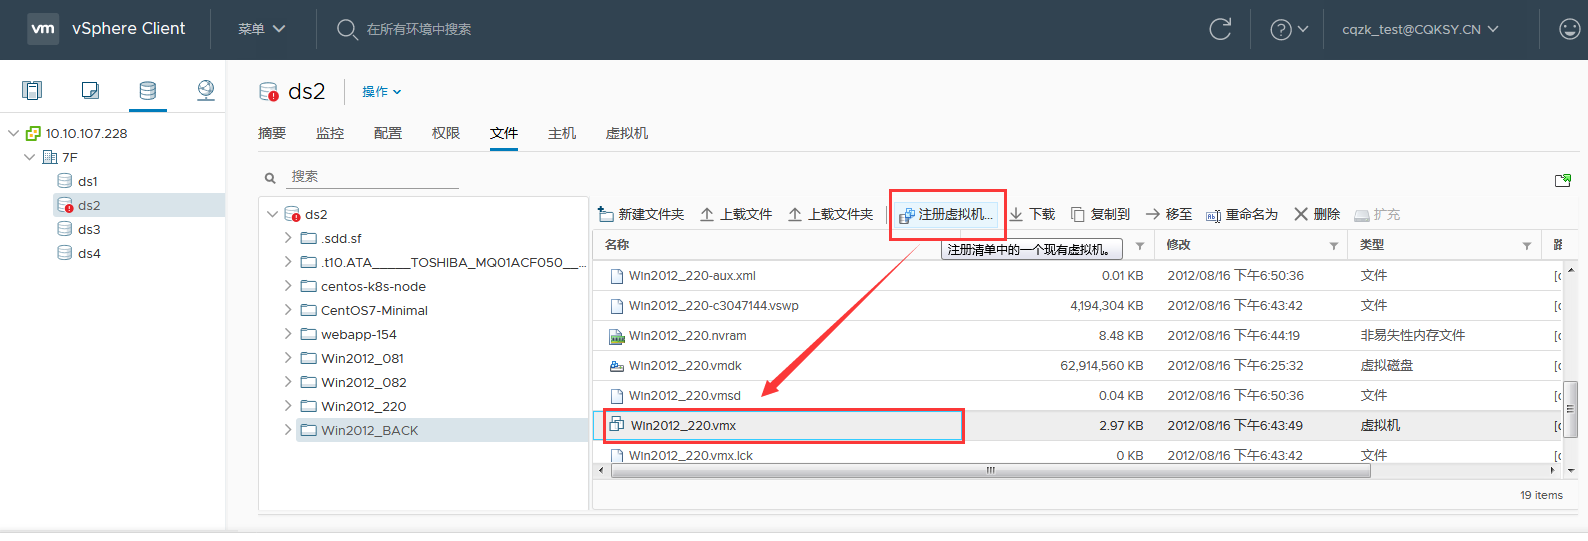 vm vSphere Client 菜单 在所有环境中搜索 cqzk_test@CQKSY.CN
10.10.107.228
7F
ds1
ds2
ds3
ds4
ds2 操作
摘要 监控 配置 权限 文件 主机 虚拟机
搜索
ds2
.sdd.sf
.t10.ATA_____TOSHIBA_MQ01ACF050__...
centos-k8s-node
CentOS7-Minimal
webapp-154
Win2012_081
Win2012_082
Win2012_220
Win2012_BACK
新建文件夹 上载文件 上载文件夹 注册虚拟机... 下载 复制到 移至 重命名为 删除 扩充
名称 修改 类型
注册清单中的一个现有虚拟机。
Win2012_220-aux.xml 0.01 KB 2012/08/16 下午6:50:36 文件
Win2012_220-c3047144.vswp 4,194,304 KB 2012/08/16 下午6:43:42 文件
Win2012_220.nvram 8.48 KB 2012/08/16 下午6:44:19 非易失性内存文件
Win2012_220.vmdk 62,914,560 KB 2012/08/16 下午6:25:32 虚拟磁盘
Win2012_220.vmsd 0.04 KB 2012/08/16 下午6:50:36 文件
Win2012_220.vmx 2.97 KB 2012/08/16 下午6:43:49 虚拟机
Win2012_220.vmx.lck 0 KB 2012/08/16 下午6:43:42 文件
19 items